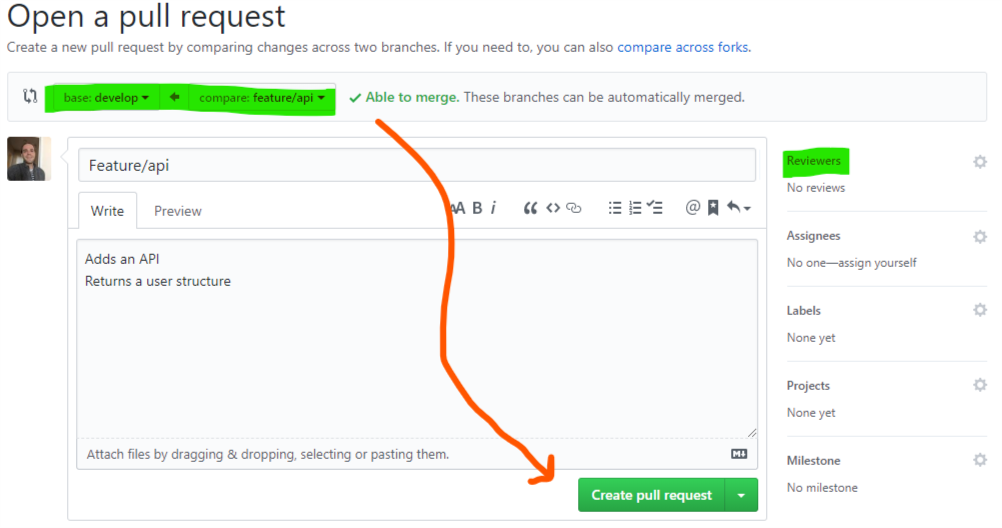 Open a pull request
Create a new pull request by comparing changes across two branches. If you need to, you can also compare across forks.
base: develop compare: feature/api Able to merge. These branches can be automatically merged.
Feature/api
Write Preview
AA B i
Adds an API
Returns a user structure
Attach files by dragging & dropping, selecting or pasting them.
M↓
Create pull request
Reviewers
No reviews
Assignees
No one—assign yourself
Labels
None yet
Projects
None yet
Milestone
No milestone